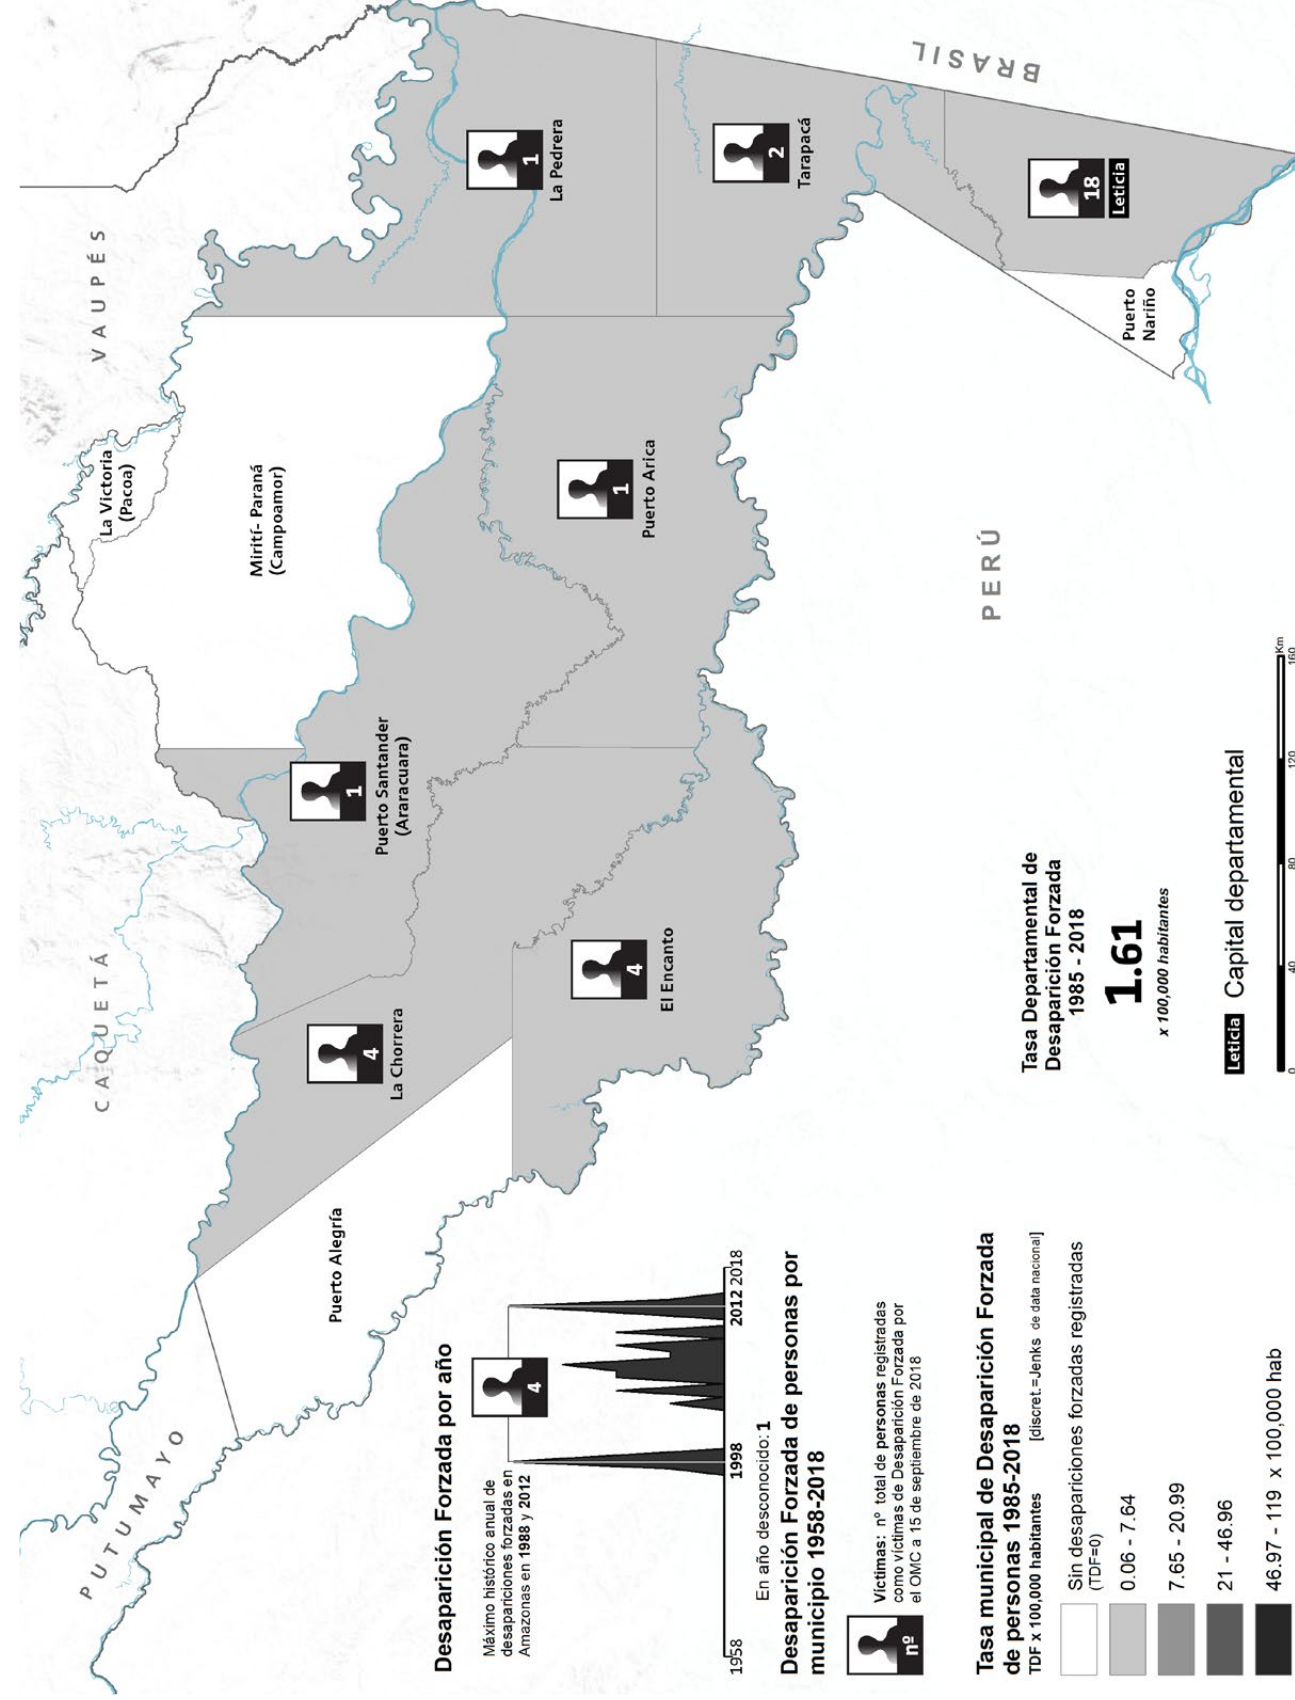 PUTUMAYO
CAQUETÁ
VAUPÉS
BRASIL
PERÚ
La Victoria
(Pacoa)
Mirití- Paraná
(Campoamor)
1
La Pedrera
2
Tarapacá
18
Leticia
Puerto
Nariño
1
Puerto Arica
1
Puerto Santander
(Araracuara)
4
La Chorrera
4
El Encanto
Puerto Alegría
Desaparición Forzada por año
Máximo histórico anual de
desapariciones forzadas en
Amazonas en 1988 y 2012
4
1958
1998
2012
2018
En año desconocido: 1
Desaparición Forzada de personas por
municipio 1958-2018
nº
Víctimas: nº total de personas registradas
como víctimas de Desaparición Forzada por
el OMC a 15 de septiembre de 2018
Tasa municipal de Desaparición Forzada
de personas 1985-2018
TDF x 100,000 habitantes [discret.=Jenks de data nacional]
Sin desapariciones forzadas registradas
(TDF=0)
0.06 - 7.64
7.65 - 20.99
21 - 46.96
46.97 - 119 x 100,000 hab
Tasa Departamental de
Desaparición Forzada
1985 - 2018
1.61
x 100,000 habitantes
Leticia Capital departamental
0 40 80 120 160
Km